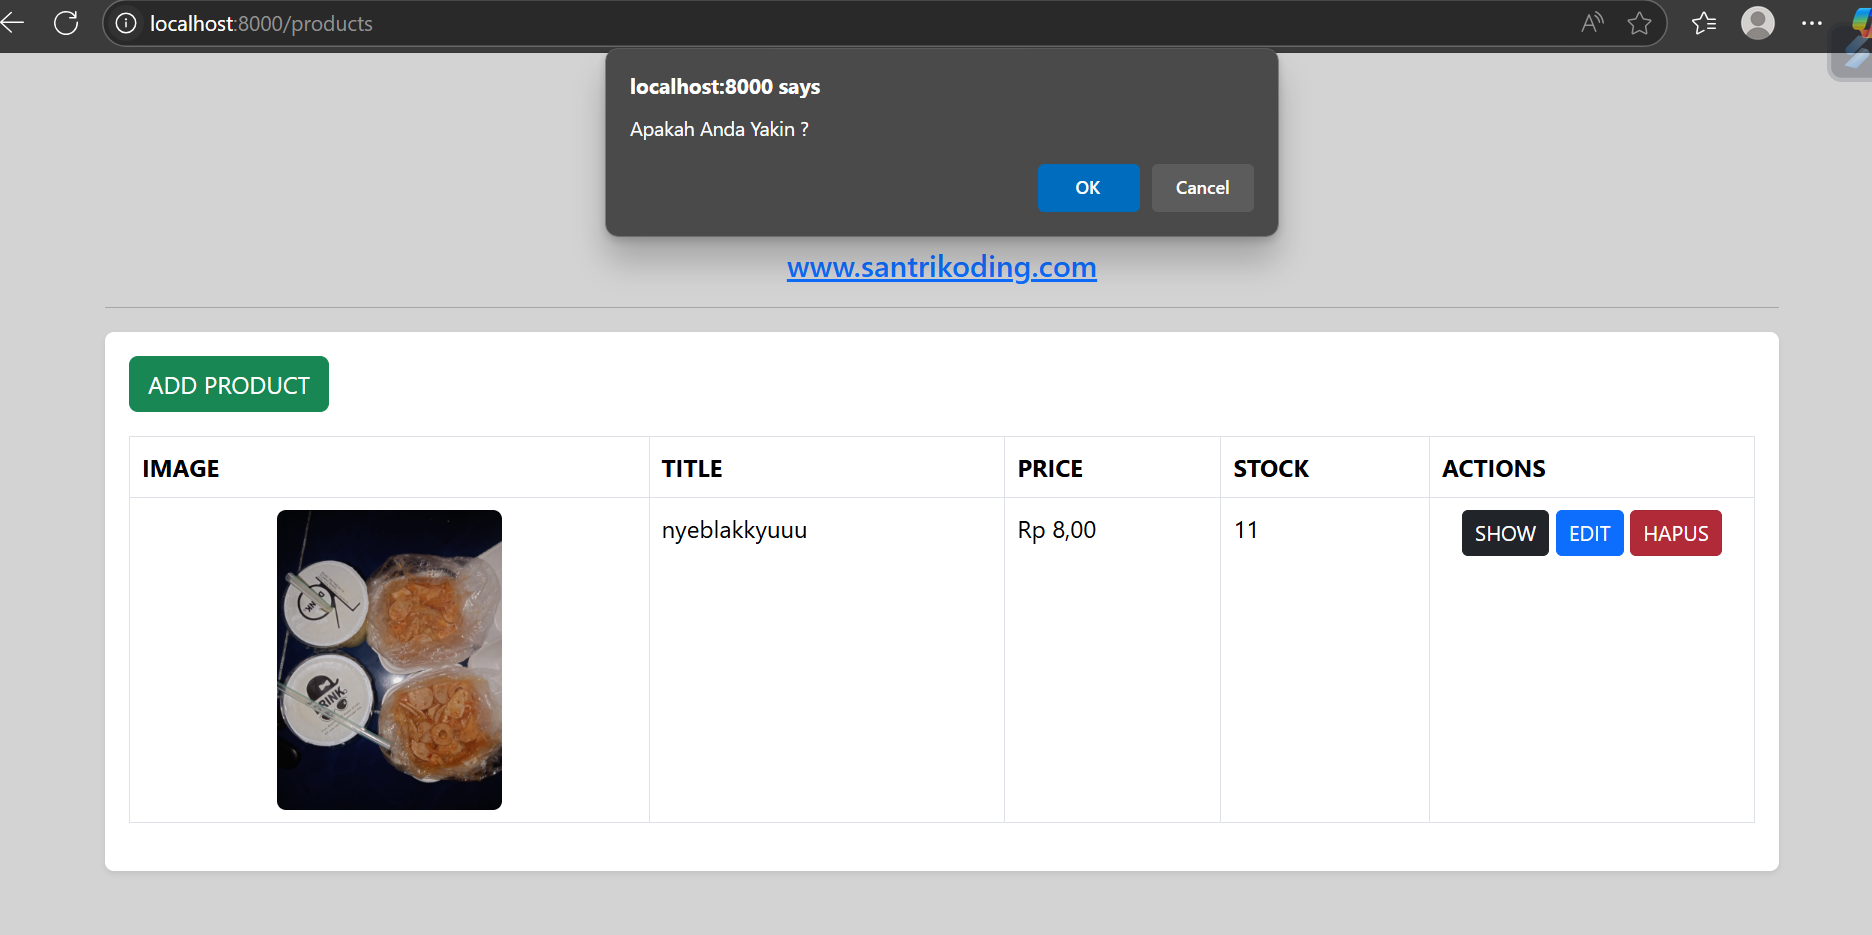 localhost:8000/products
localhost:8000 says
Apakah Anda Yakin ?
OK Cancel
www.santrikoding.com
ADD PRODUCT
IMAGE TITLE PRICE STOCK ACTIONS
nyeblakkyuuu Rp 8,00 11 SHOW EDIT HAPUS